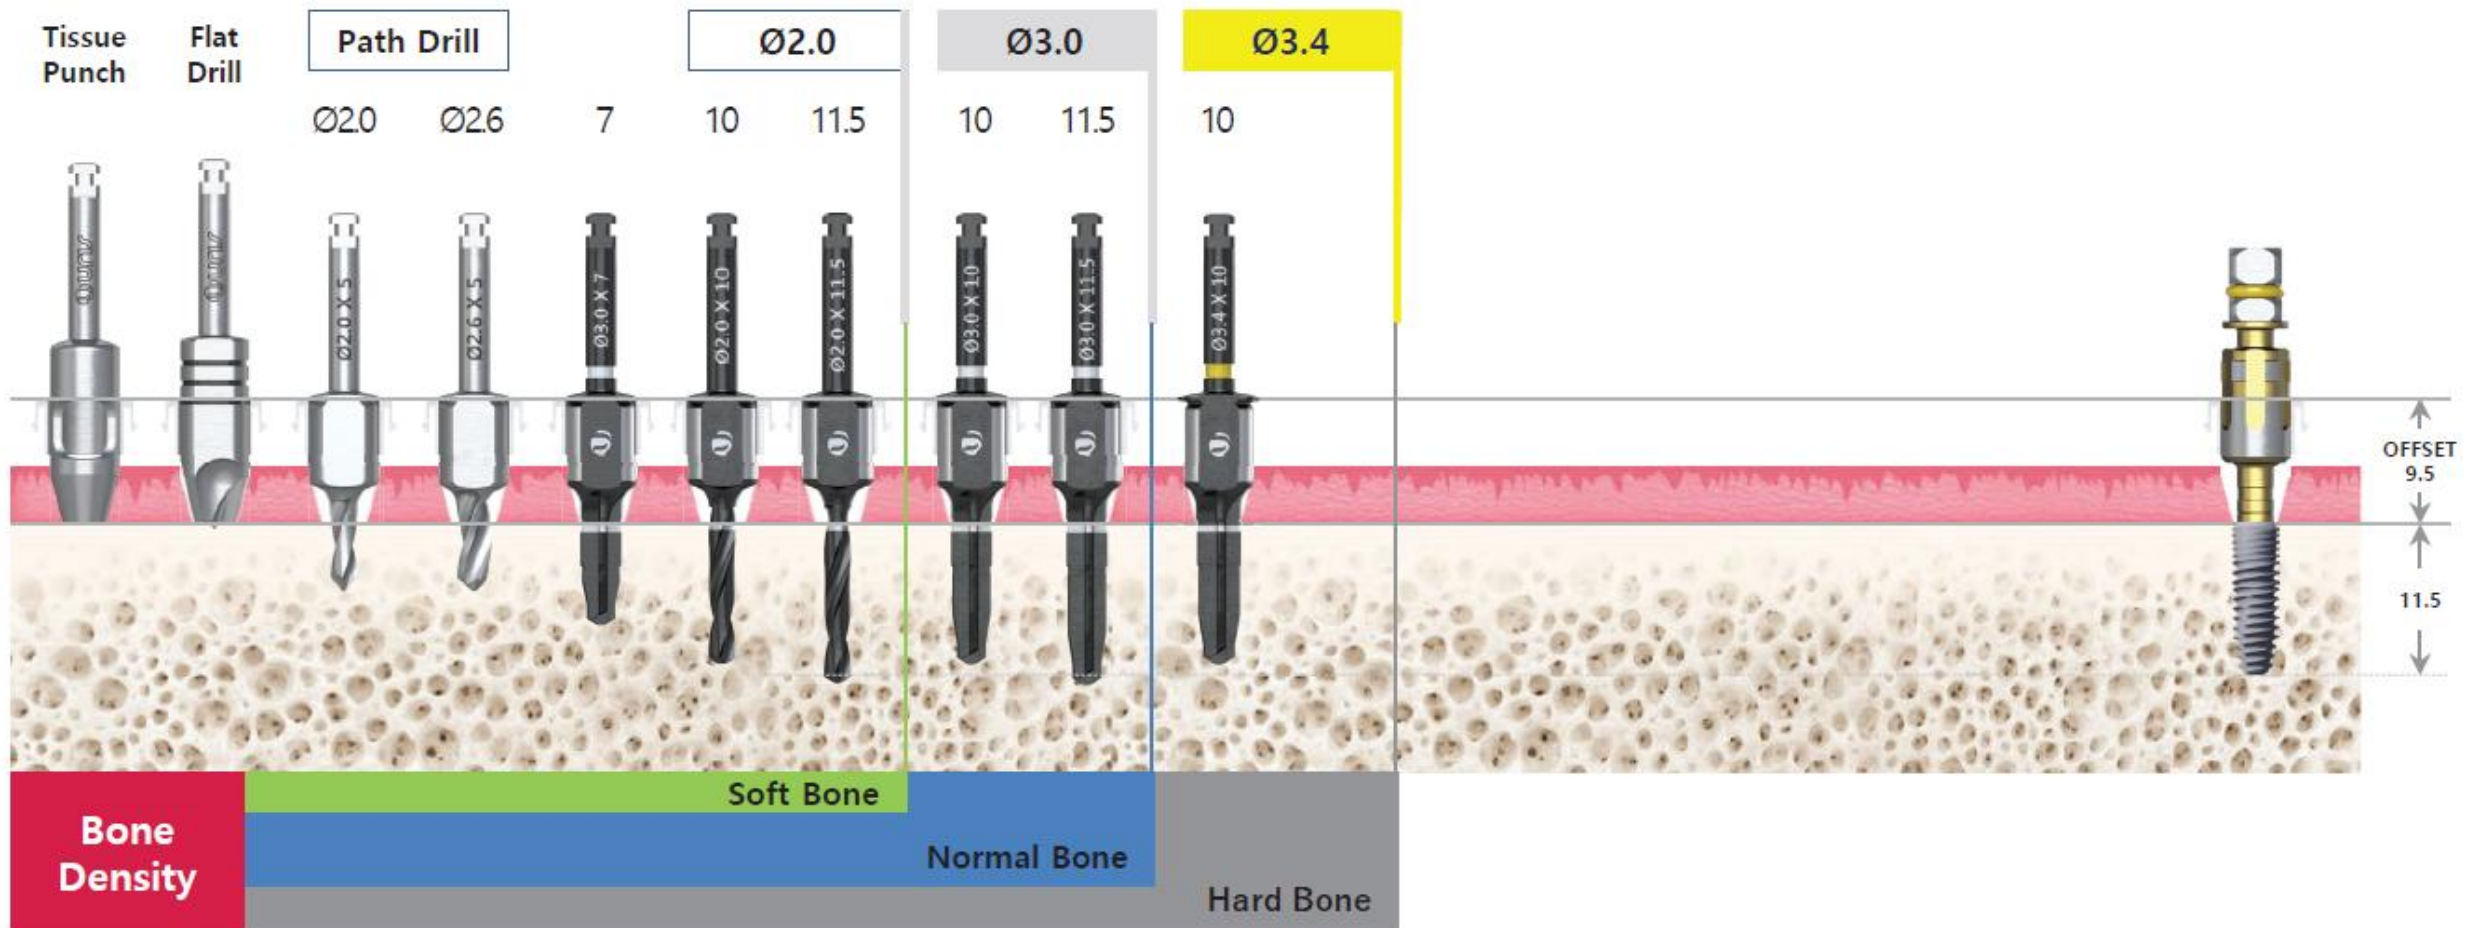 Tissue
Punch
Flat
Drill
Path Drill
Ø2.0
Ø3.0
Ø3.4
Ø2.0
Ø2.6
7
10
11.5
10
11.5
10
Ø2.0 X 5
Ø2.6 X 5
Ø3.0 X 7
Ø2.0 X 10
Ø2.0 X 11.5
Ø3.0 X 10
Ø3.0 X 11.5
Ø3.4 X 10
OFFSET
9.5
11.5
Soft Bone
Bone
Density
Normal Bone
Hard Bone